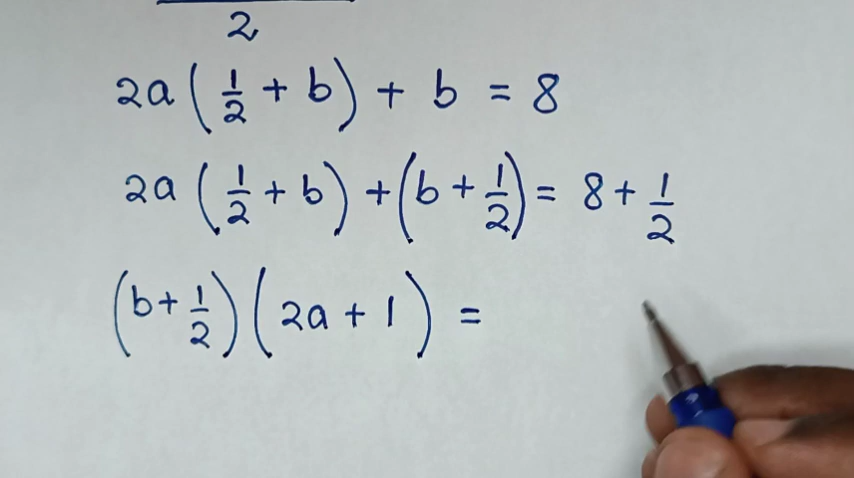 2
2a(1/2 + b) + b = 8
2a(1/2 + b) + (b + 1/2) = 8 + 1/2
(b + 1/2)(2a + 1) =